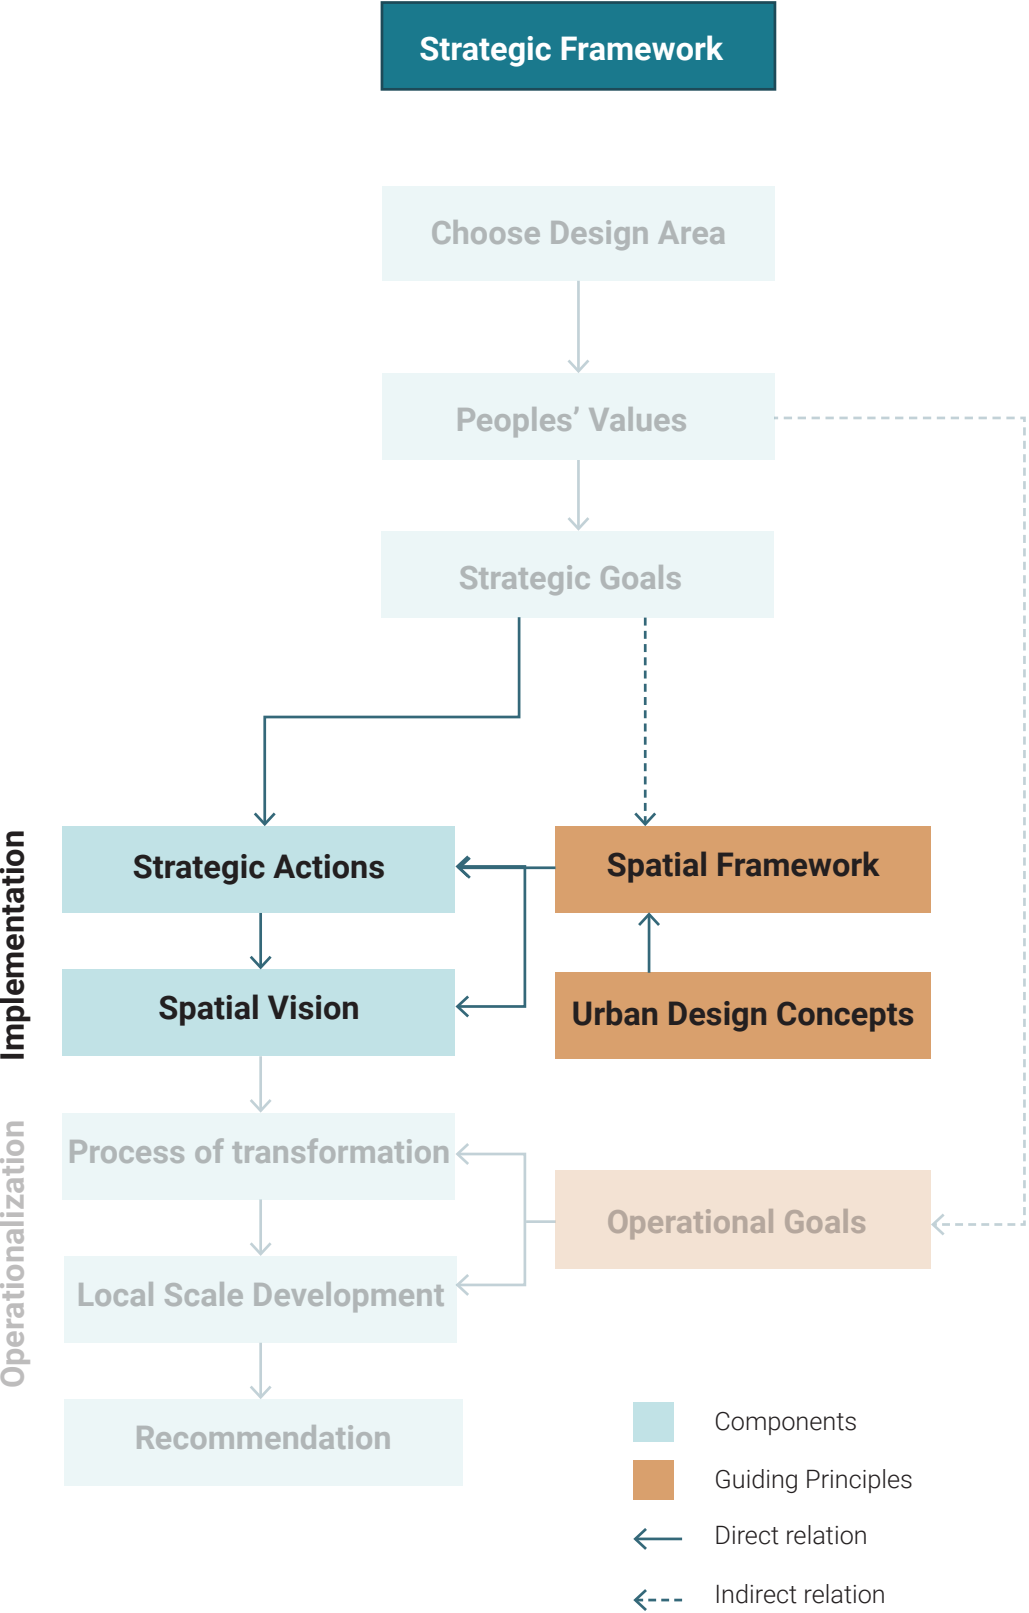 Strategic Framework
Choose Design Area
Peoples’ Values
Strategic Goals
Implementation
Strategic Actions
Spatial Framework
Spatial Vision
Urban Design Concepts
Operationalization
Process of transformation
Operational Goals
Local Scale Development
Recommendation
Components
Guiding Principles
Direct relation
Indirect relation